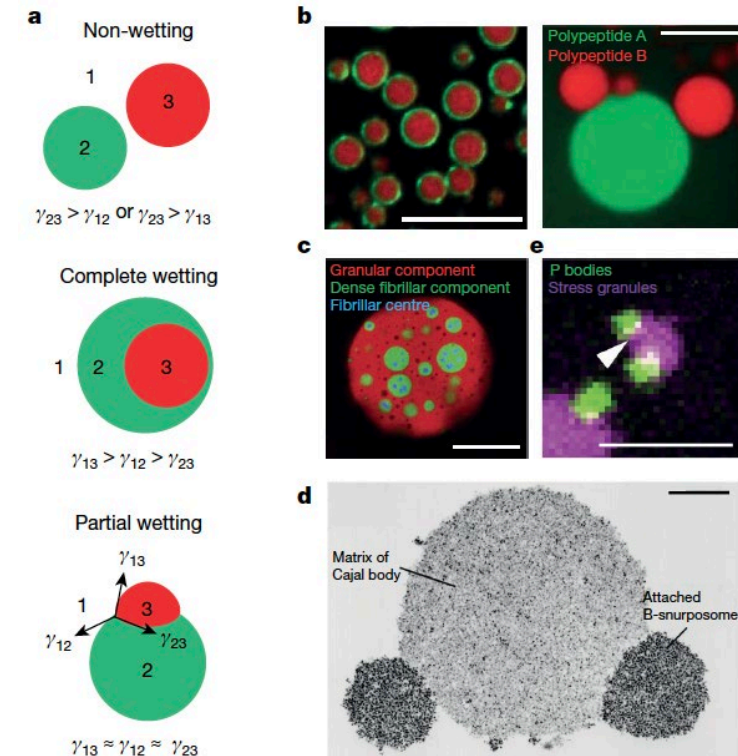 a
Non-wetting
1
3
2
γ23 > γ12 or γ23 > γ13
Complete wetting
1
2
3
γ13 > γ12 > γ23
Partial wetting
γ13
1
3
γ12
γ23
2
γ13 ≈ γ12 ≈ γ23
b
Polypeptide A
Polypeptide B
c
Granular component
Dense fibrillar component
Fibrillar centre
e
P bodies
Stress granules
d
Matrix of
Cajal body
Attached
B-snurposome